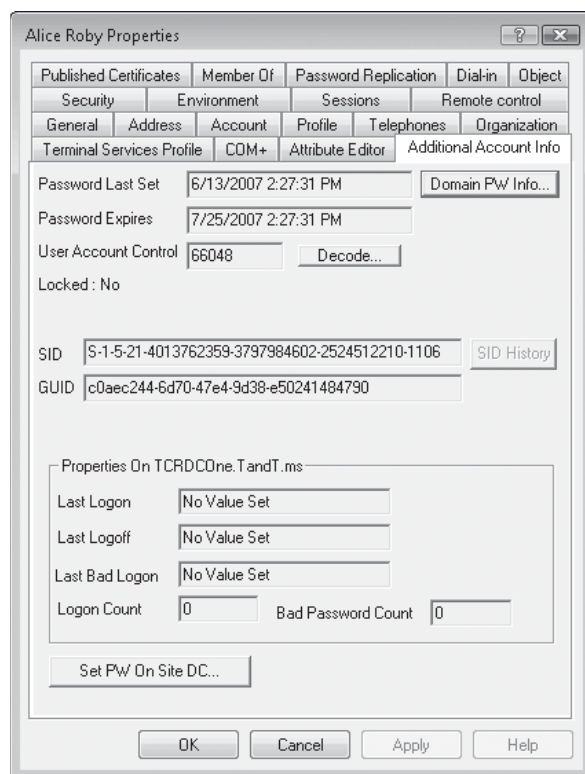 Alice Roby Properties
Published Certificates Member Of Password Replication Dial-in Object
Security Environment Sessions Remote control
General Address Account Profile Telephones Organization
Terminal Services Profile COM+ Attribute Editor Additional Account Info
Password Last Set 6/13/2007 2:27:31 PM Domain PW Info...
Password Expires 7/25/2007 2:27:31 PM
User Account Control 66048 Decode...
Locked : No
SID S-1-5-21-4013762359-3797984602-2524512210-1106 SID History
GUID c0aec244-6d70-47e4-9d38-e50241484790
Properties On TCRDCOne.TandT.ms
Last Logon No Value Set
Last Logoff No Value Set
Last Bad Logon No Value Set
Logon Count 0 Bad Password Count 0
Set PW On Site DC...
OK Cancel Apply Help